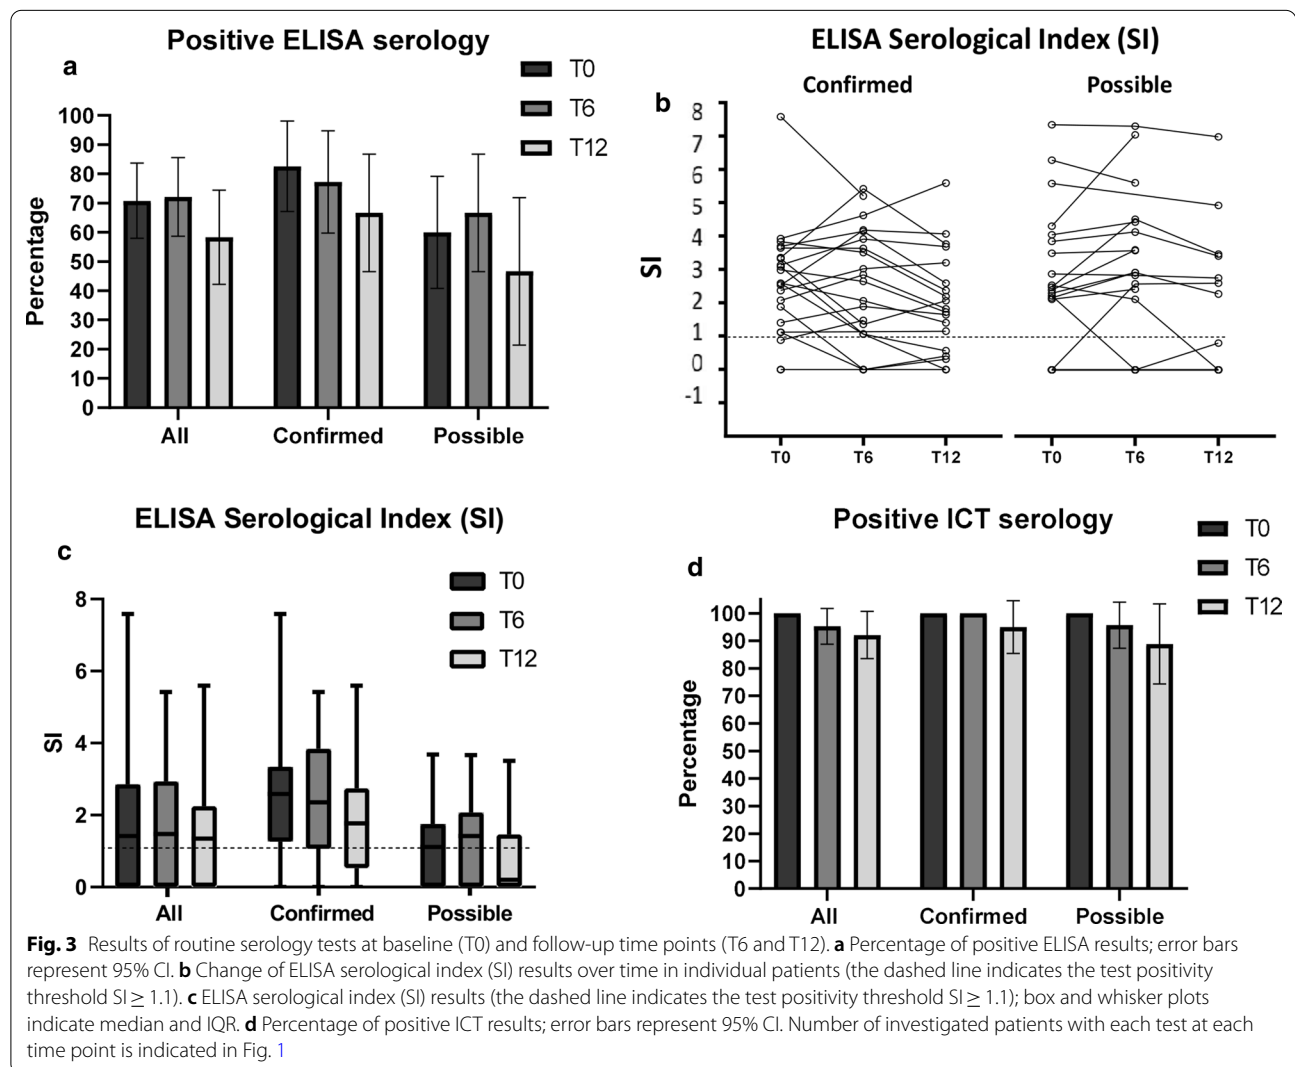 Positive ELISA serology
a
T0
T6
T12
Percentage
100
90
80
70
60
50
40
30
20
10
0
All
Confirmed
Possible
ELISA Serological Index (SI)
b
Confirmed
Possible
SI
8
7
6
5
4
3
2
1
0
-1
T0
T6
T12
T0
T6
T12
ELISA Serological Index (SI)
c
T0
T6
T12
SI
8
6
4
2
0
All
Confirmed
Possible
Positive ICT serology
d
T0
T6
T12
Percentage
100
90
80
70
60
50
40
30
20
10
0
All
Confirmed
Possible
Fig. 3 Results of routine serology tests at baseline (T0) and follow-up time points (T6 and T12). a Percentage of positive ELISA results; error bars
represent 95% CI. b Change of ELISA serological index (SI) results over time in individual patients (the dashed line indicates the test positivity
threshold SI ≥ 1.1). c ELISA serological index (SI) results (the dashed line indicates the test positivity threshold SI ≥ 1.1); box and whisker plots
indicate median and IQR. d Percentage of positive ICT results; error bars represent 95% CI. Number of investigated patients with each test at each
time point is indicated in Fig. 1